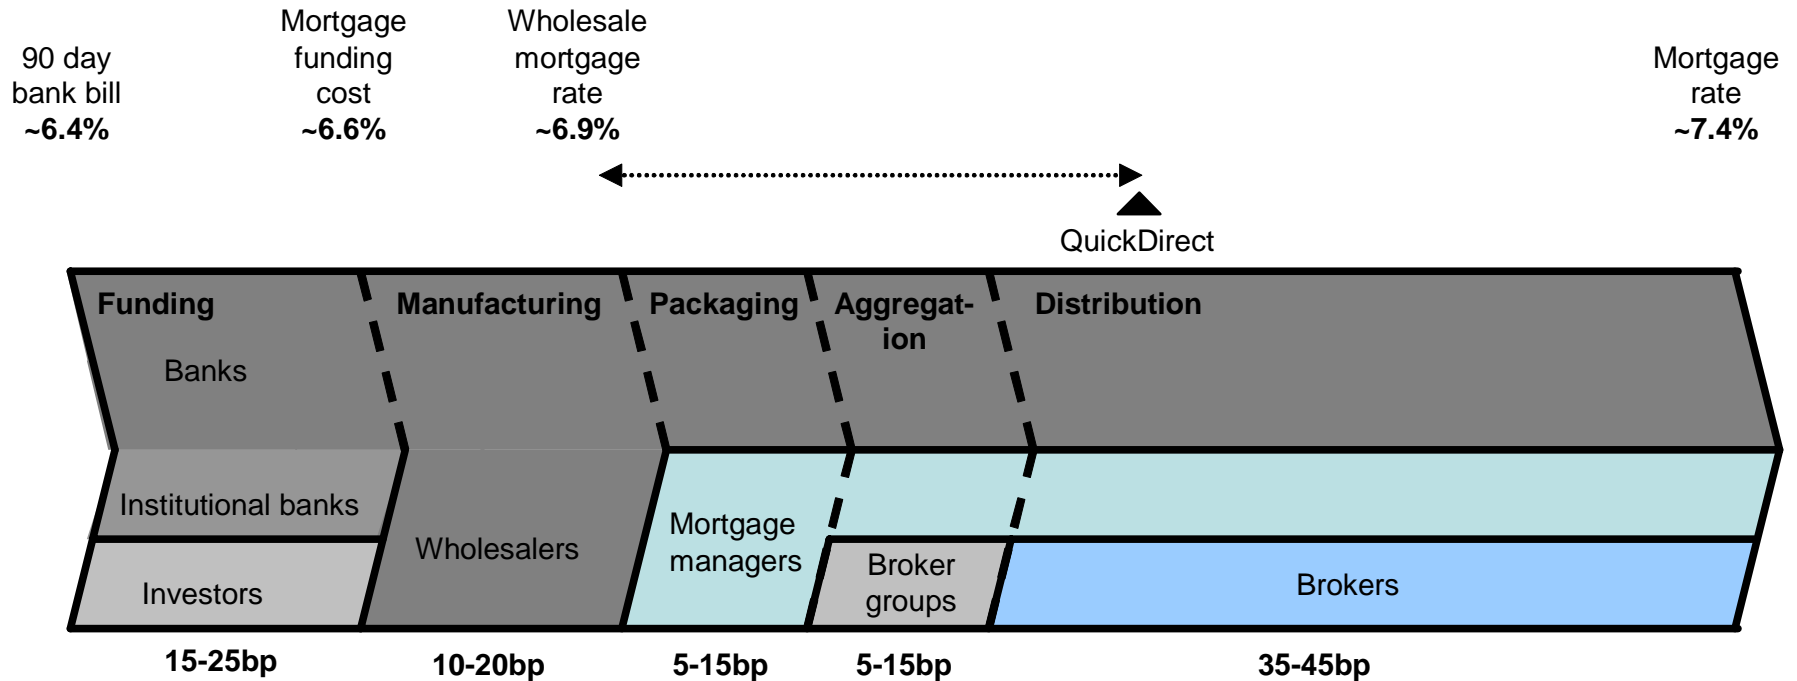 90 day
bank bill
~6.4%
Mortgage
funding
cost
~6.6%
Wholesale
mortgage
rate
~6.9%
Mortgage
rate
~7.4%
QuickDirect
Funding
Manufacturing
Packaging
Aggregat-
ion
Distribution
Banks
Institutional banks
Investors
Wholesalers
Mortgage
managers
Broker
groups
Brokers
15-25bp
10-20bp
5-15bp
5-15bp
35-45bp